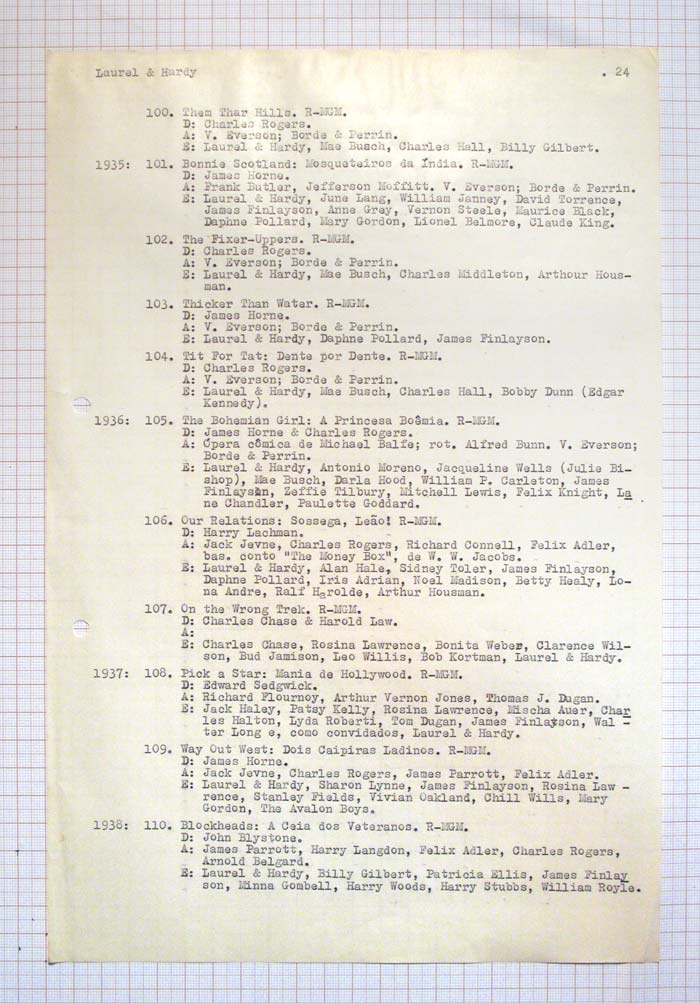 Laurel & Hardy . 24
100. Them Thar Hills. R-MGM.
D: Charles Rogers.
A: V. Everson; Borde & Perrin.
E: Laurel & Hardy, Mae Busch, Charles Hall, Billy Gilbert.
1935: 101. Bonnie Scotland: Mosqueteiros da Índia. R-MGM.
D: James Horne.
A: Frank Butler, Jefferson Moffitt. V. Everson; Borde & Perrin.
E: Laurel & Hardy, June Lang, William Janney, David Torrence,
James Finlayson, Anne Grey, Vernon Steele, Maurice Black,
Daphne Pollard, Mary Gordon, Lionel Belmore, Claude King.
102. The Fixer-Uppers. R-MGM.
D: Charles Rogers.
A: V. Everson; Borde & Perrin.
E: Laurel & Hardy, Mae Busch, Charles Middleton, Arthour Hous-
man.
103. Thicker Than Water. R-MGM.
D: James Horne.
A: V. Everson; Borde & Perrin.
E: Laurel & Hardy, Daphne Pollard, James Finlayson.
104. Tit For Tat: Dente por Dente. R-MGM.
D: Charles Rogers.
A: V. Everson; Borde & Perrin.
E: Laurel & Hardy, Mae Busch, Charles Hall, Bobby Dunn (Edgar
Kennedy).
1936: 105. The Bohemian Girl: A Princesa Boêmia. R-MGM.
D: James Horne & Charles Rogers.
A: Ópera cômica de Michael Balfe; rot. Alfred Bunn. V. Everson;
Borde & Perrin.
E: Laurel & Hardy, Antonio Moreno, Jacqueline Wells (Julie Bi-
shop), Mae Busch, Darla Hood, William P. Carleton, James
Finlayson, Zeffie Tilbury, Mitchell Lewis, Felix Knight, La
ne Chandler, Paulette Goddard.
106. Our Relations: Sossega, Leão! R-MGM.
D: Harry Lachman.
A: Jack Jevne, Charles Rogers, Richard Connell, Felix Adler,
bas. conto "The Money Box", de W. W. Jacobs.
E: Laurel & Hardy, Alan Hale, Sidney Toler, James Finlayson,
Daphne Pollard, Iris Adrian, Noel Madison, Betty Healy, Lo-
na Andre, Ralf Harolde, Arthur Housman.
107. On the Wrong Trek. R-MGM.
D: Charles Chase & Harold Law.
A:
E: Charles Chase, Rosina Lawrence, Bonita Weber, Clarence Wil-
son, Bud Jamison, Leo Willis, Bob Kortman, Laurel & Hardy.
1937: 108. Pick a Star: Mania de Hollywood. R-MGM.
D: Edward Sedgwick.
A: Richard Flournoy, Arthur Vernon Jones, Thomas J. Dugan.
E: Jack Haley, Patsy Kelly, Rosina Lawrence, Mischa Auer, Char
les Halton, Lyda Roberti, Tom Dugan, James Finlayson, Wal -
ter Long e, como convidados, Laurel & Hardy.
109. Way Out West: Dois Caipiras Ladinos. R-MGM.
D: James Horne.
A: Jack Jevne, Charles Rogers, James Parrott, Felix Adler.
E: Laurel & Hardy, Sharon Lynne, James Finlayson, Rosina Law -
rence, Stanley Fields, Vivian Oakland, Chill Wills, Mary
Gordon, The Avalon Boys.
1938: 110. Blockheads: A Ceia dos Veteranos. R-MGM.
D: John Blystone.
A: James Parrott, Harry Langdon, Felix Adler, Charles Rogers,
Arnold Belgard.
E: Laurel & Hardy, Billy Gilbert, Patricia Ellis, James Finlay
son, Minna Gombell, Harry Woods, Harry Stubbs, William Royle.